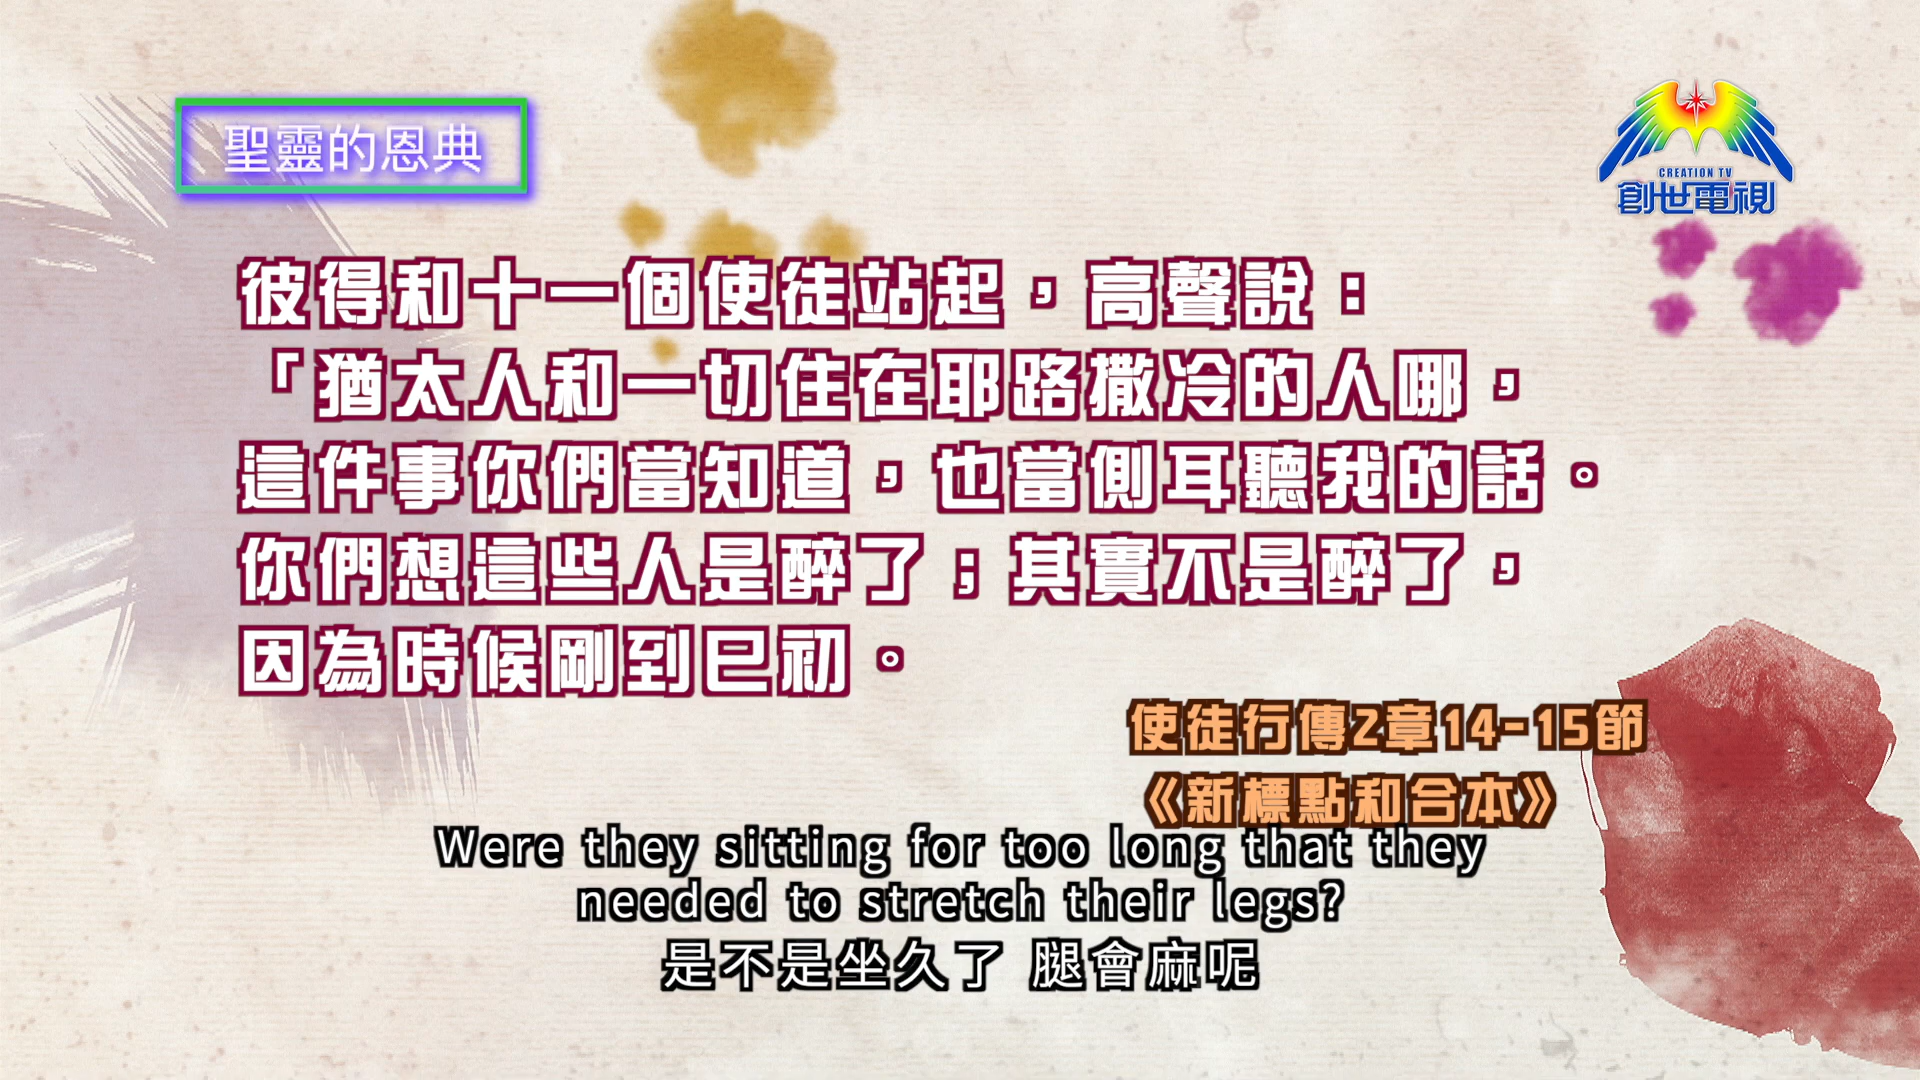 聖靈的恩典
CREATION TV
創世電視
彼得和十一個使徒站起，高聲說：
「猶太人和一切住在耶路撒冷的人哪，
這件事你們當知道，也當側耳聽我的話。
你們想這些人是醉了；其實不是醉了，
因為時候剛到巳初。
使徒行傳2章14-15節
《新標點和合本》
Were they sitting for too long that they
needed to stretch their legs?
是不是坐久了 腿會麻呢